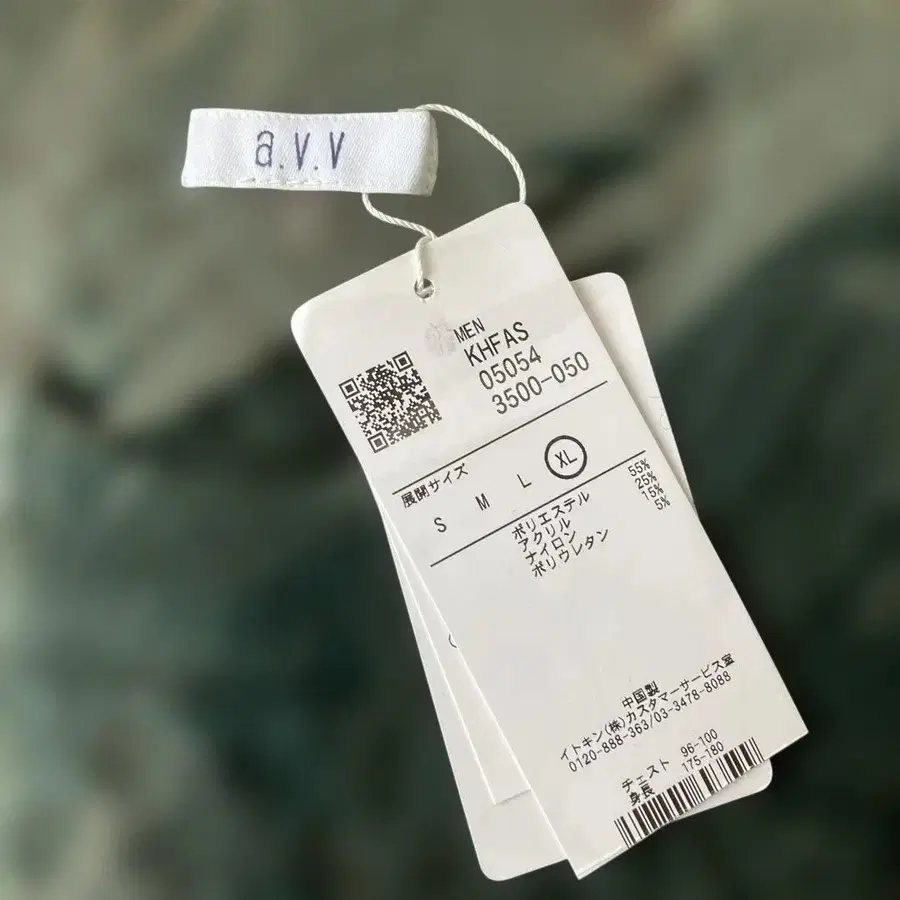 a.v.v
MEN
KHFAS
05054
3500-050
展開サイズ
S M L XL
ポリエステル 55%
アクリル 25%
ナイロン 15%
ポリウレタン 5%
中国製
イトキン(株)カスタマーサービス室
0120-888-363/03-3478-8088
チェスト 96-100
身長 175-180